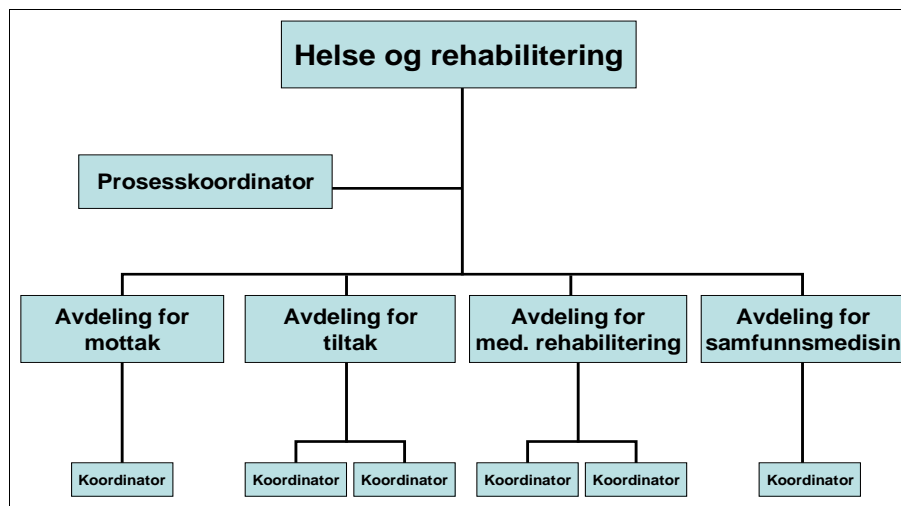 Helse og rehabilitering
Prosesskoordinator
Avdeling for
mottak
Avdeling for
tiltak
Avdeling for
med. rehabilitering
Avdeling for
samfunnsmedisin
Koordinator
Koordinator
Koordinator
Koordinator
Koordinator
Koordinator